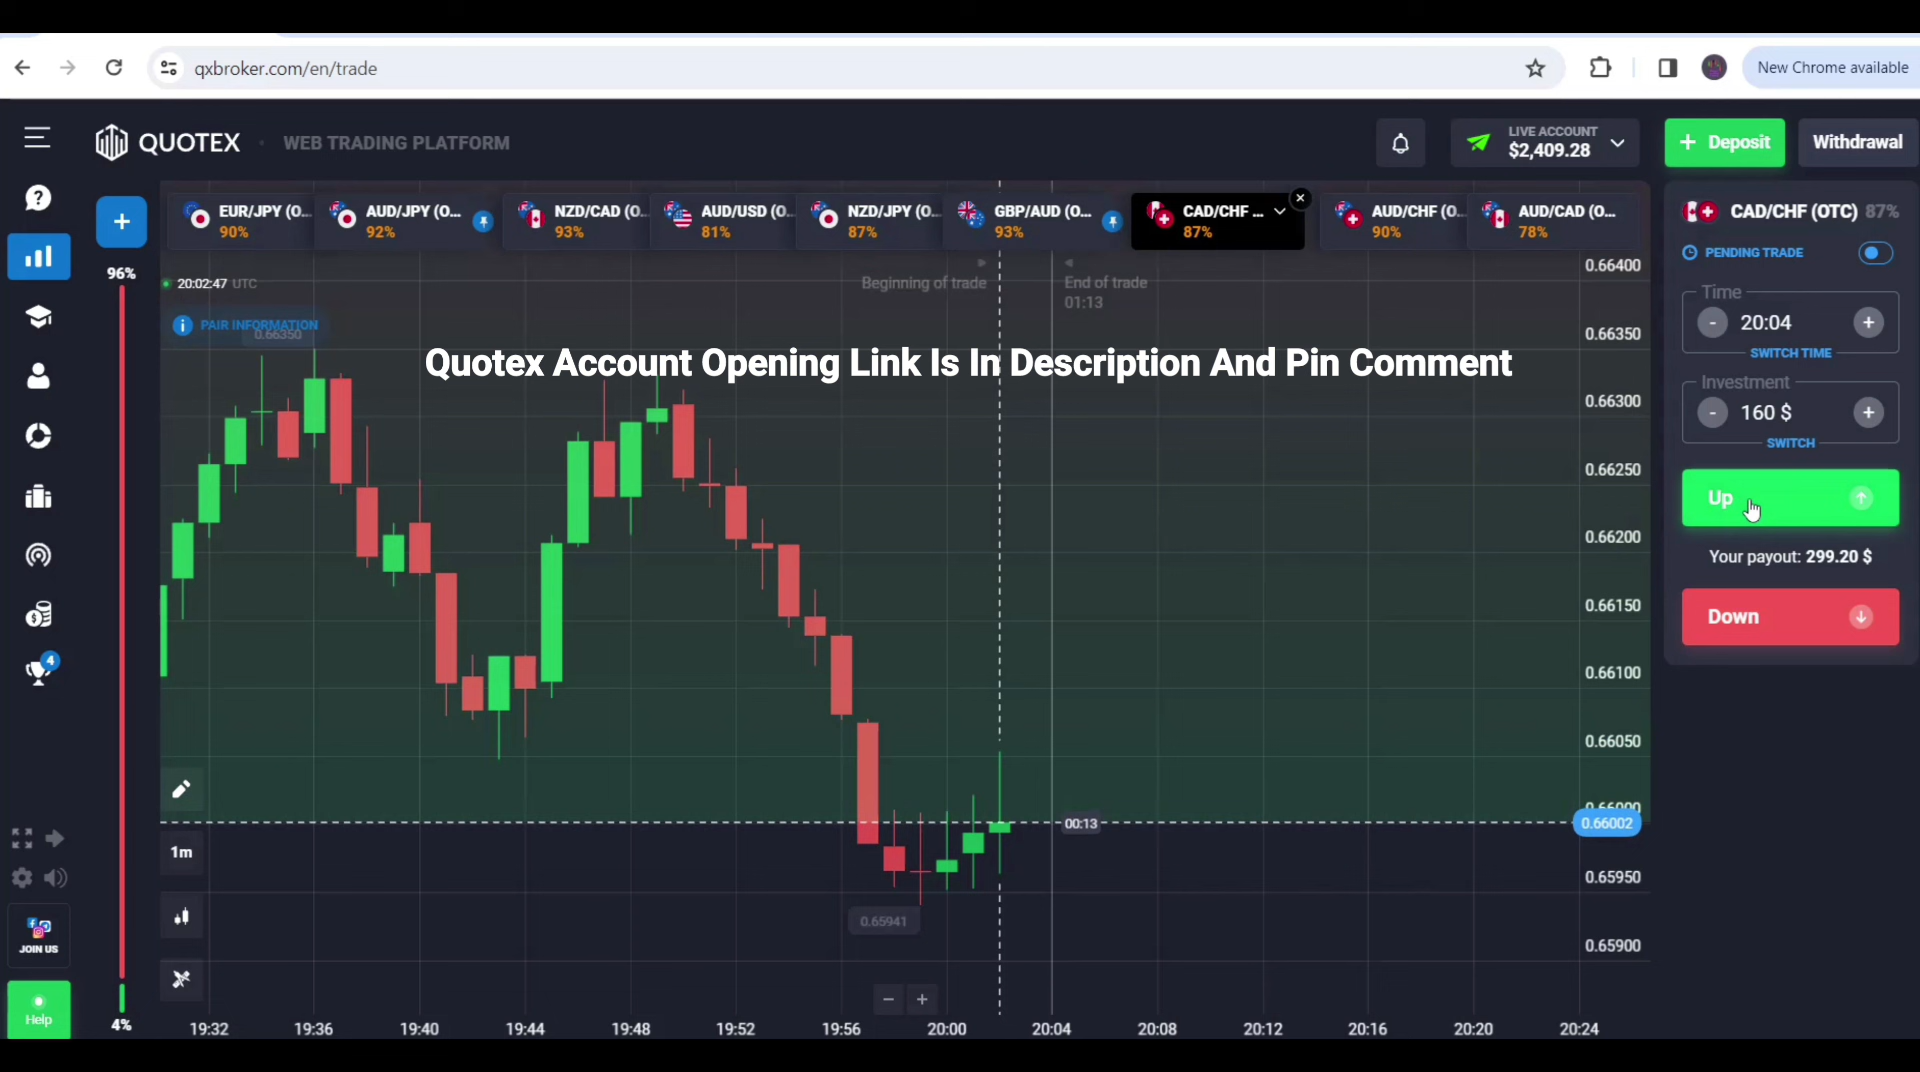 qxbroker.com/en/trade
New Chrome available
QUOTEX
WEB TRADING PLATFORM
LIVE ACCOUNT
$2,409.28
+ Deposit
Withdrawal
EUR/JPY (O...
90%
AUD/JPY (O...
92%
NZD/CAD (O...
93%
AUD/USD (O...
81%
NZD/JPY (O...
87%
GBP/AUD (O...
93%
CAD/CHF ...
87%
AUD/CHF (O...
90%
AUD/CAD (O...
78%
CAD/CHF (OTC) 87%
PENDING TRADE
Time
- 20:04 +
SWITCH TIME
Investment
- 160 $ +
SWITCH
Up
Your payout: 299.20 $
Down
96%
4%
20:02:47 UTC
PAIR INFORMATION
0.66350
Beginning of trade
End of trade
01:13
Quotex Account Opening Link Is In Description And Pin Comment
0.66400
0.66350
0.66300
0.66250
0.66200
0.66150
0.66100
0.66050
0.66000
0.66002
0.65950
0.65900
00:13
0.65941
1m
4
JOIN US
Help
19:32
19:36
19:40
19:44
19:48
19:52
19:56
20:00
20:04
20:08
20:12
20:16
20:20
20:24